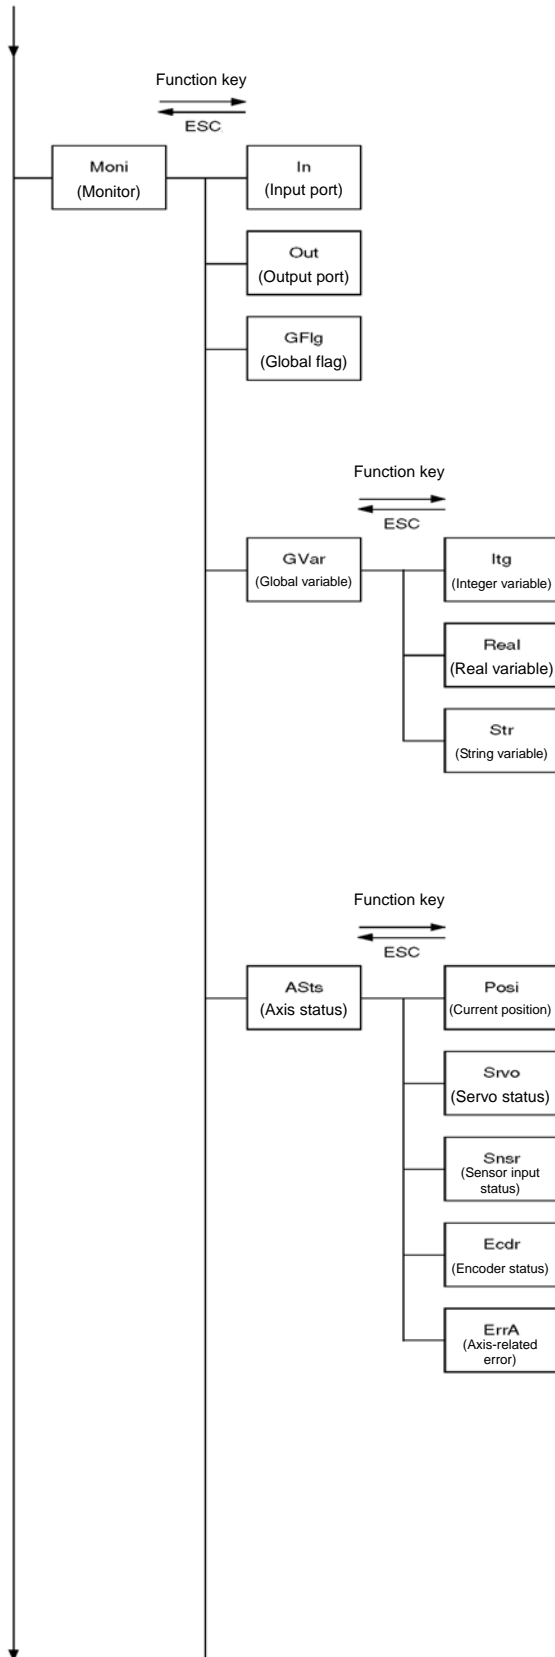 Function key
ESC
Moni
(Monitor)
In
(Input port)
Out
(Output port)
GFlg
(Global flag)
Function key
ESC
GVar
(Global variable)
Itg
(Integer variable)
Real
(Real variable)
Str
(String variable)
Function key
ESC
ASts
(Axis status)
Posi
(Current position)
Srvo
(Servo status)
Snsr
(Sensor input
status)
Ecdr
(Encoder status)
ErrA
(Axis-related
error)